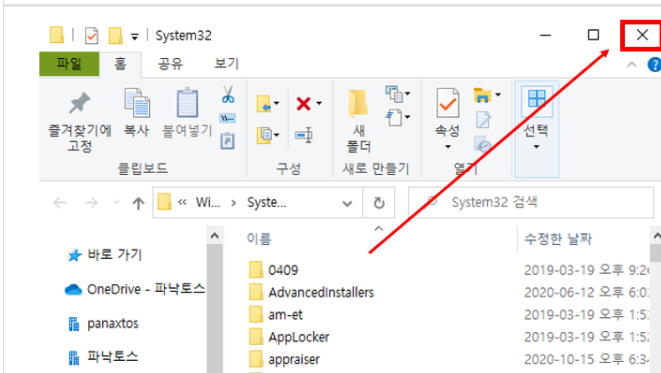 System32
파일 홈 공유 보기
즐겨찾기에 고정
복사
붙여넣기
새 폴더
속성
선택
클립보드 구성 새로 만들기 열기
« Wi... › Syste...
System32 검색
이름 수정한 날짜
바로 가기
OneDrive - 파낙토스
panaxtos
파낙토스
0409 2019-03-19 오후 9:2
AdvancedInstallers 2020-06-12 오후 6:0
am-et 2019-03-19 오후 1:5
AppLocker 2019-03-19 오후 1:5
appraiser 2020-10-15 오후 6:3